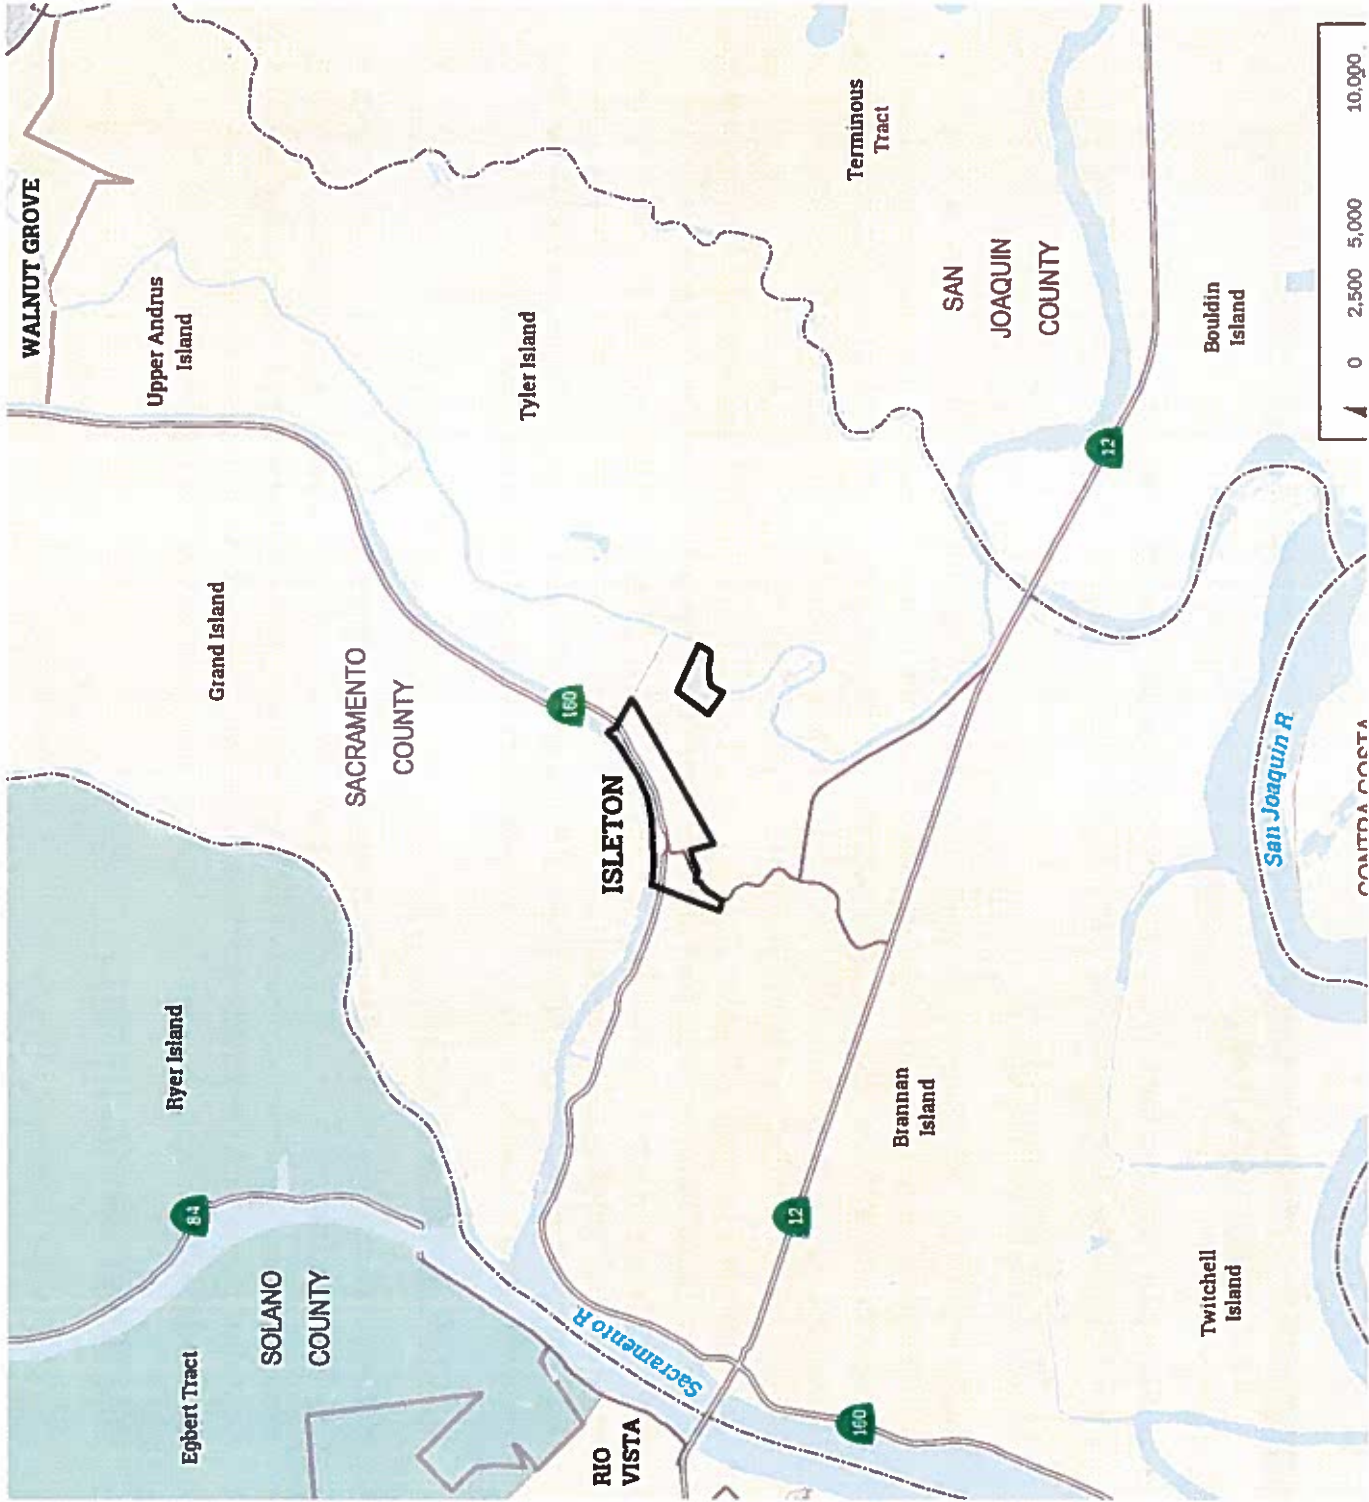 WALNUT GROVE
Upper Andrus
Island
Grand Island
Tyler Island
Terminous
Tract
SACRAMENTO
COUNTY
SAN
JOAQUIN
COUNTY
Ryer Island
84
SOLANO
COUNTY
Egbert Tract
160
ISLETON
12
Bouldin
Island
0 2,500 5,000 10,000
Brannan
Island
12
Sacramento R.
RIO
VISTA
160
Twitchell
Island
San Joaquin R
CONTRA COSTA